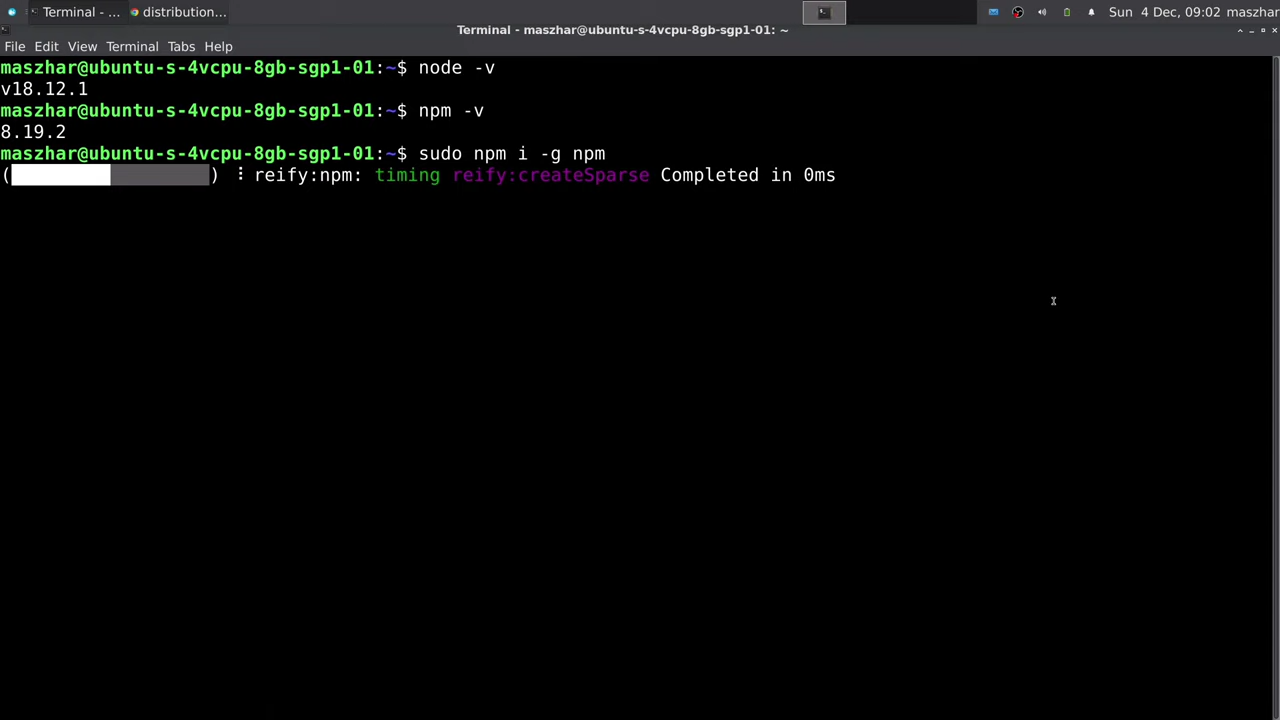 Terminal - ...
distribution...
Sun 4 Dec, 09:02 maszhar
Terminal - maszhar@ubuntu-s-4vcpu-8gb-sgp1-01: ~
File Edit View Terminal Tabs Help
maszhar@ubuntu-s-4vcpu-8gb-sgp1-01:~$ node -v
v18.12.1
maszhar@ubuntu-s-4vcpu-8gb-sgp1-01:~$ npm -v
8.19.2
maszhar@ubuntu-s-4vcpu-8gb-sgp1-01:~$ sudo npm i -g npm
( ) ⠸ reify:npm: timing reify:createSparse Completed in 0ms